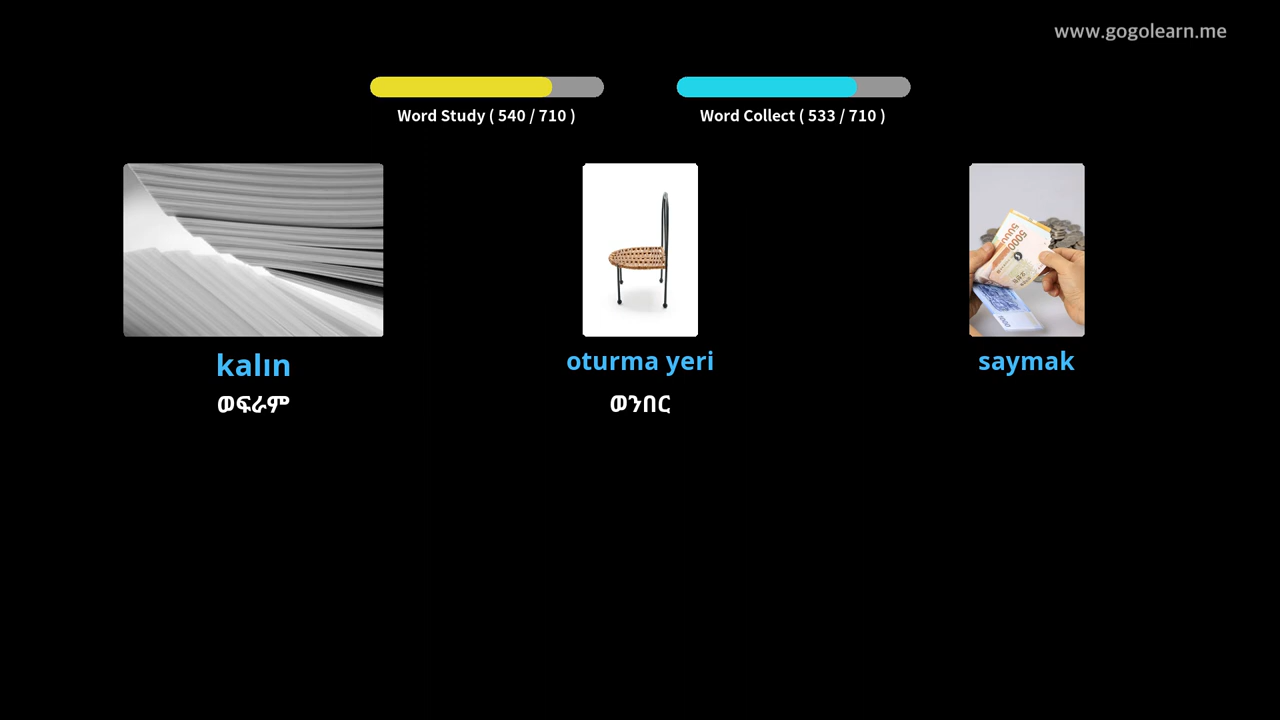 www.gogolearn.me
Word Study ( 540 / 710 )
Word Collect ( 533 / 710 )
kalın
oturma yeri
saymak
ወፍራም
ወንበር